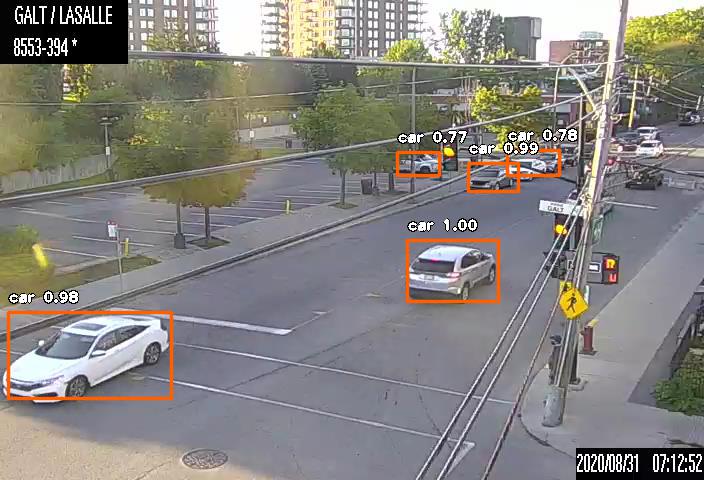 GALT / LASALLE
8553-394 *
car 0.77
car 0.78
car 0.99
GALT
car 1.00
car 0.98
2020/08/31 07:12:52